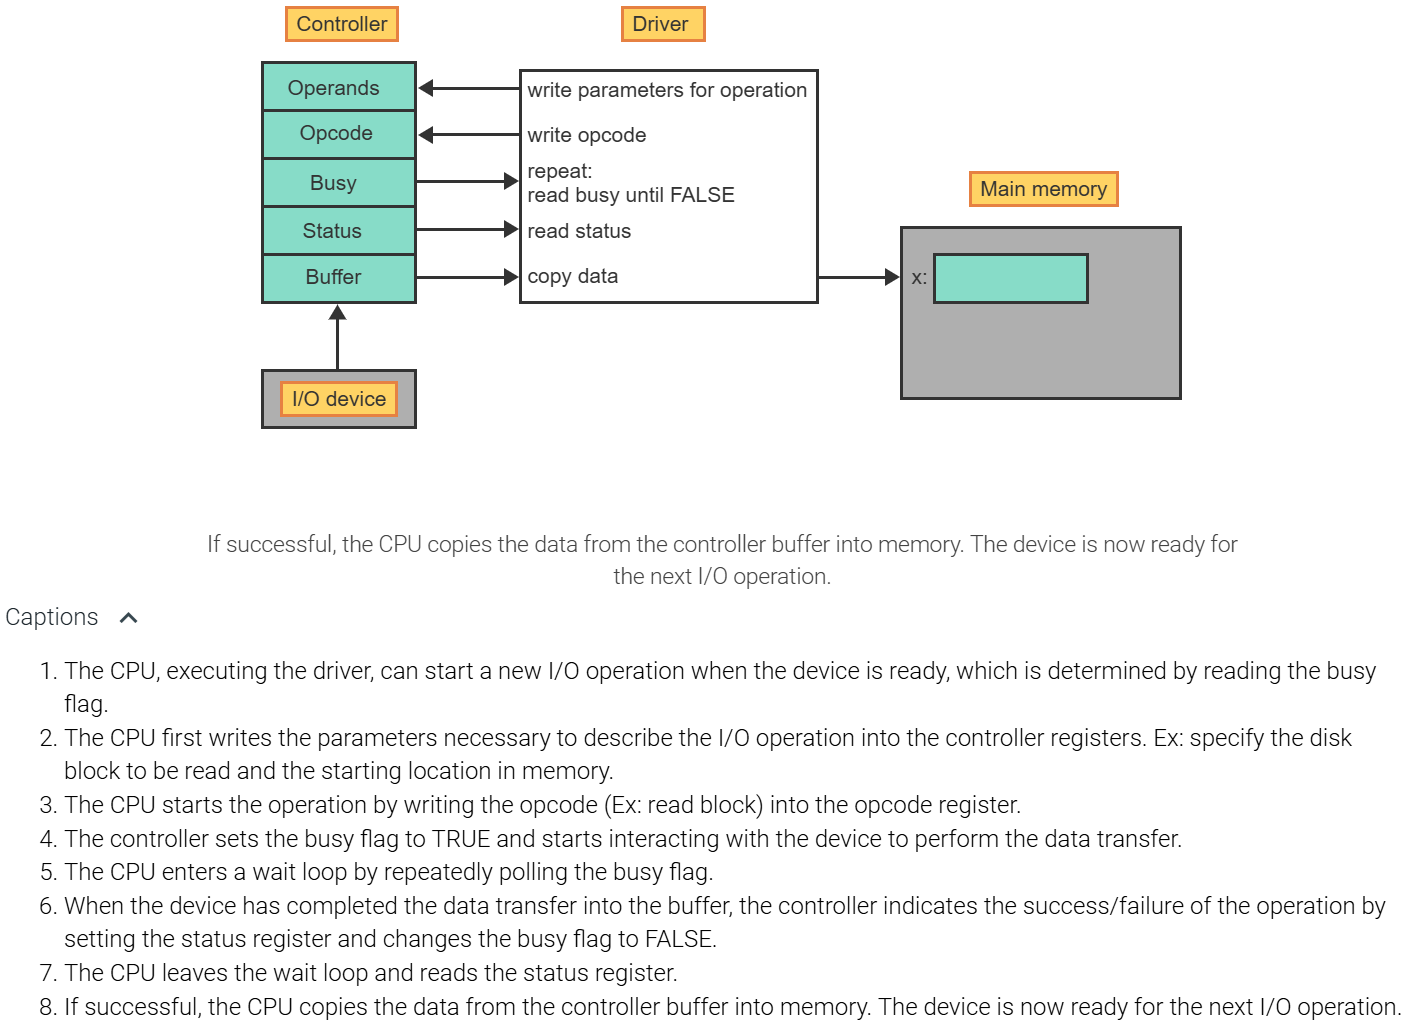 Controller
Driver
Operands
write parameters for operation
Opcode
write opcode
Busy
repeat:
read busy until FALSE
Status
read status
Buffer
copy data
Main memory
x:
I/O device
If successful, the CPU copies the data from the controller buffer into memory. The device is now ready for
the next I/O operation.
Captions
1. The CPU, executing the driver, can start a new I/O operation when the device is ready, which is determined by reading the busy
flag.
2. The CPU first writes the parameters necessary to describe the I/O operation into the controller registers. Ex: specify the disk
block to be read and the starting location in memory.
3. The CPU starts the operation by writing the opcode (Ex: read block) into the opcode register.
4. The controller sets the busy flag to TRUE and starts interacting with the device to perform the data transfer.
5. The CPU enters a wait loop by repeatedly polling the busy flag.
6. When the device has completed the data transfer into the buffer, the controller indicates the success/failure of the operation by
setting the status register and changes the busy flag to FALSE.
7. The CPU leaves the wait loop and reads the status register.
8. If successful, the CPU copies the data from the controller buffer into memory. The device is now ready for the next I/O operation.